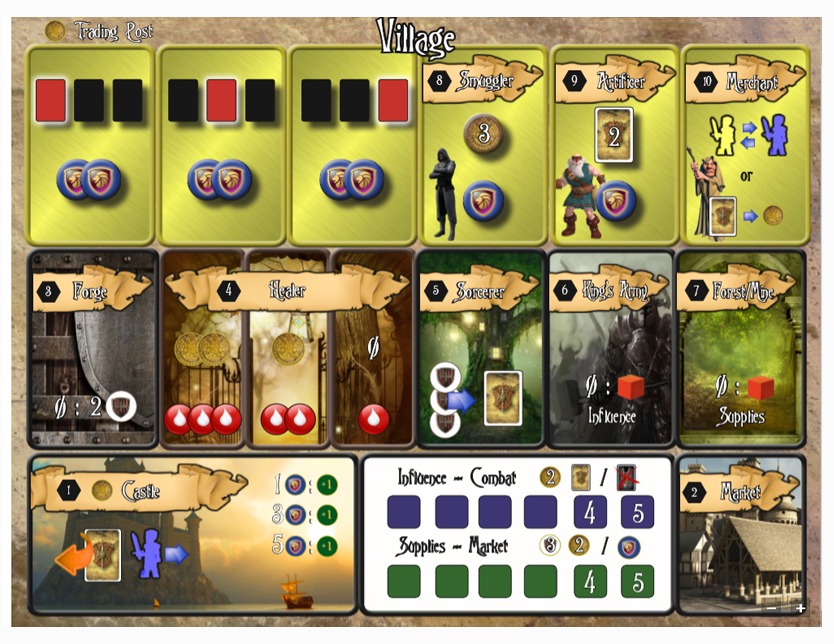 Trading Post
Village
8 Smuggler
9 Artificer
10 Merchant
3
2
or
3 Forge
4 Healer
5 Sorcerer
6 King's Army
7 Forest/Mine
Ø : 2
Ø
Ø :
Influence
Ø :
Supplies
1 Castle
1 : +1
3 : +1
5 : +1
Influence - Combat 2 /
4 5
Supplies - Market 3 2 /
4 5
2 Market
− +